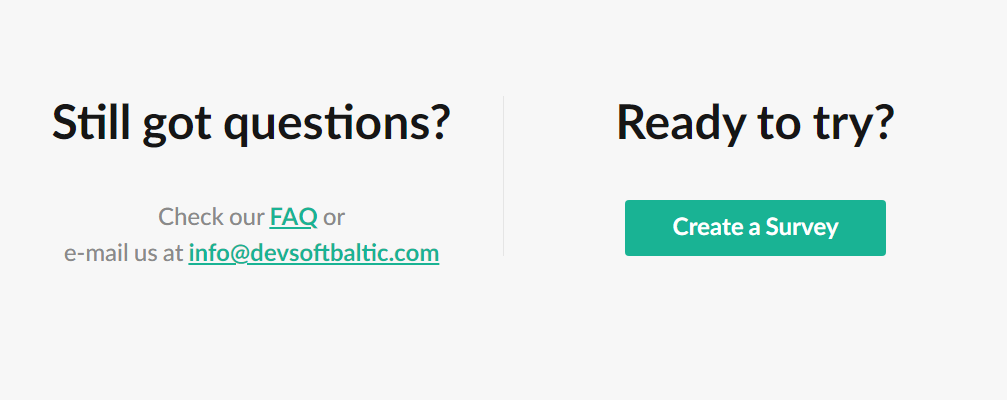 Still got questions?
Check our FAQ or
e-mail us at info@devsoftbaltic.com
Ready to try?
Create a Survey